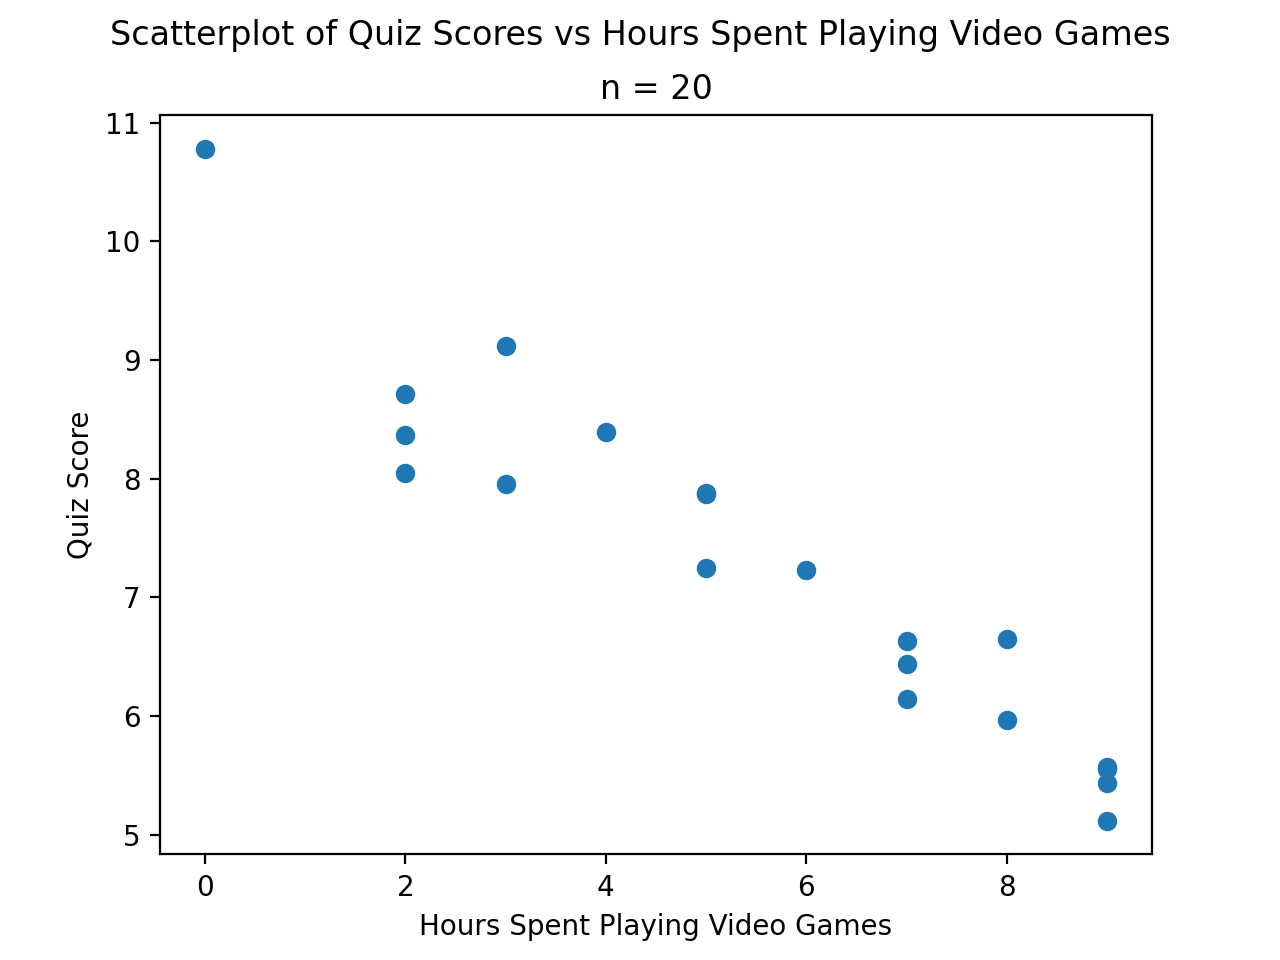 Scatterplot of Quiz Scores vs Hours Spent Playing Video Games
n = 20
11
10
9
8
7
6
5
Quiz Score
0 2 4 6 8
Hours Spent Playing Video Games